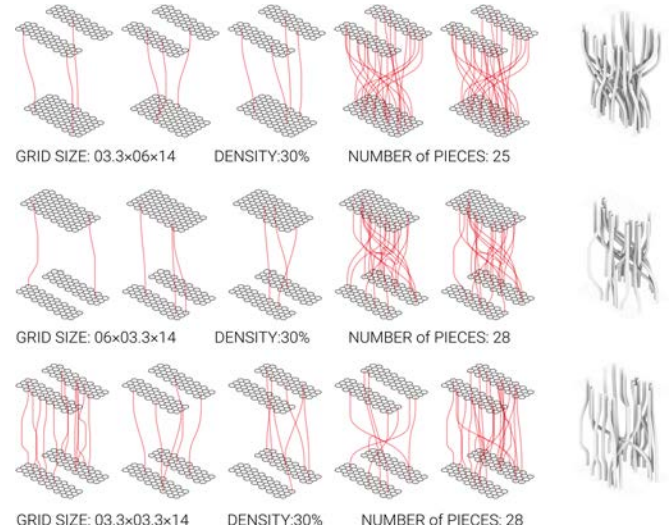 GRID SIZE: 03.3×06×14 DENSITY:30% NUMBER of PIECES: 25
GRID SIZE: 06×03.3×14 DENSITY:30% NUMBER of PIECES: 28
GRID SIZE: 03.3×03.3×14 DENSITY:30% NUMBER of PIECES: 28